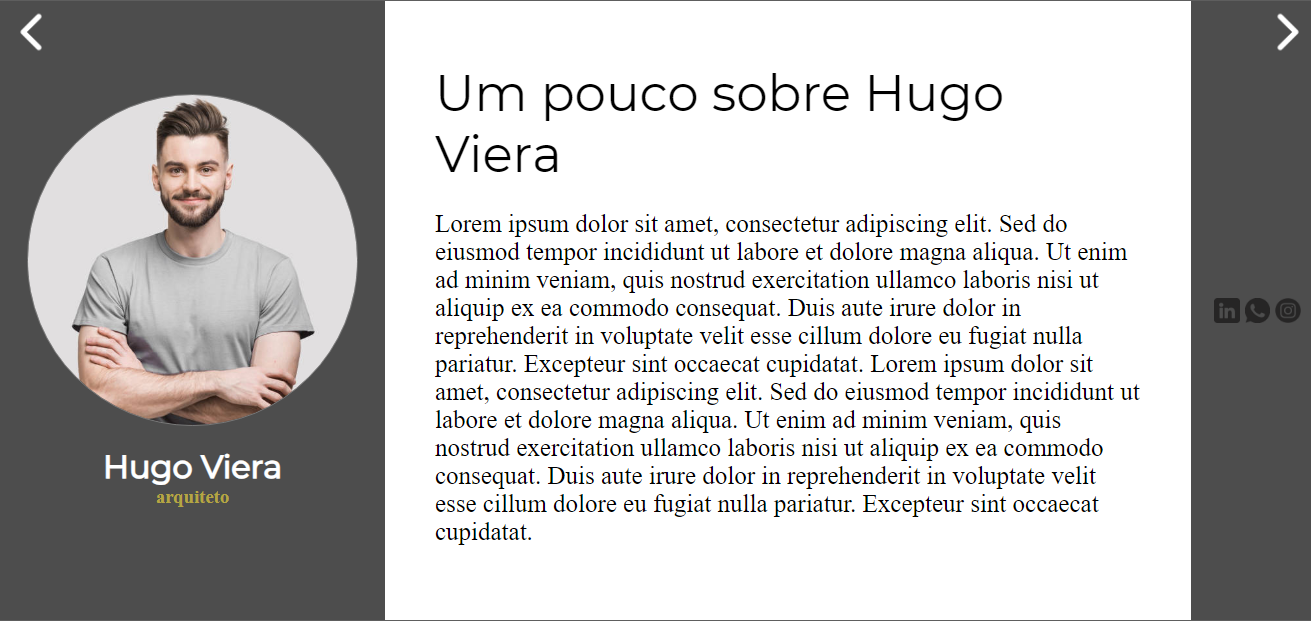 Um pouco sobre Hugo
Viera
Lorem ipsum dolor sit amet, consectetur adipiscing elit. Sed do
eiusmod tempor incididunt ut labore et dolore magna aliqua. Ut enim
ad minim veniam, quis nostrud exercitation ullamco laboris nisi ut
aliquip ex ea commodo consequat. Duis aute irure dolor in
reprehenderit in voluptate velit esse cillum dolore eu fugiat nulla
pariatur. Excepteur sint occaecat cupidatat. Lorem ipsum dolor sit
amet, consectetur adipiscing elit. Sed do eiusmod tempor incididunt ut
labore et dolore magna aliqua. Ut enim ad minim veniam, quis
nostrud exercitation ullamco laboris nisi ut aliquip ex ea commodo
consequat. Duis aute irure dolor in reprehenderit in voluptate velit
esse cillum dolore eu fugiat nulla pariatur. Excepteur sint occaecat
cupidatat.
Hugo Viera
arquiteto
in